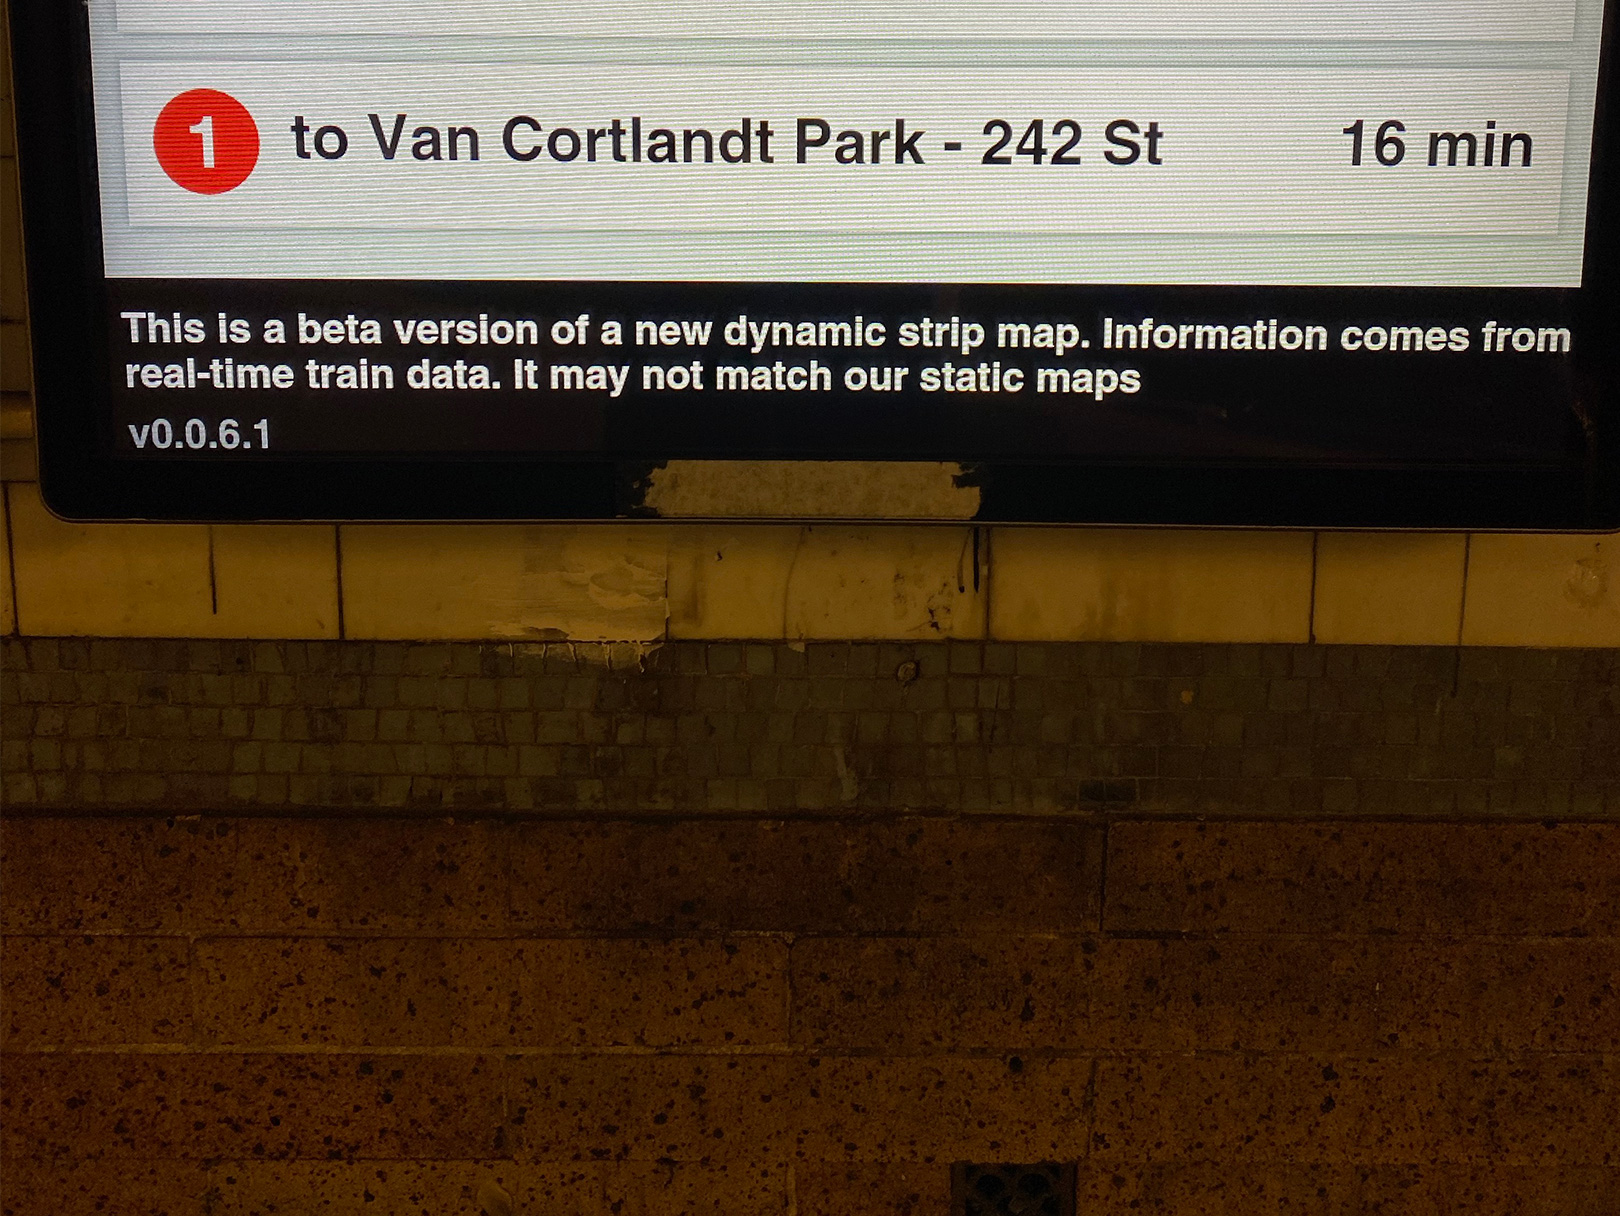 1 to Van Cortlandt Park - 242 St 16 min
This is a beta version of a new dynamic strip map. Information comes from
real-time train data. It may not match our static maps
v0.0.6.1